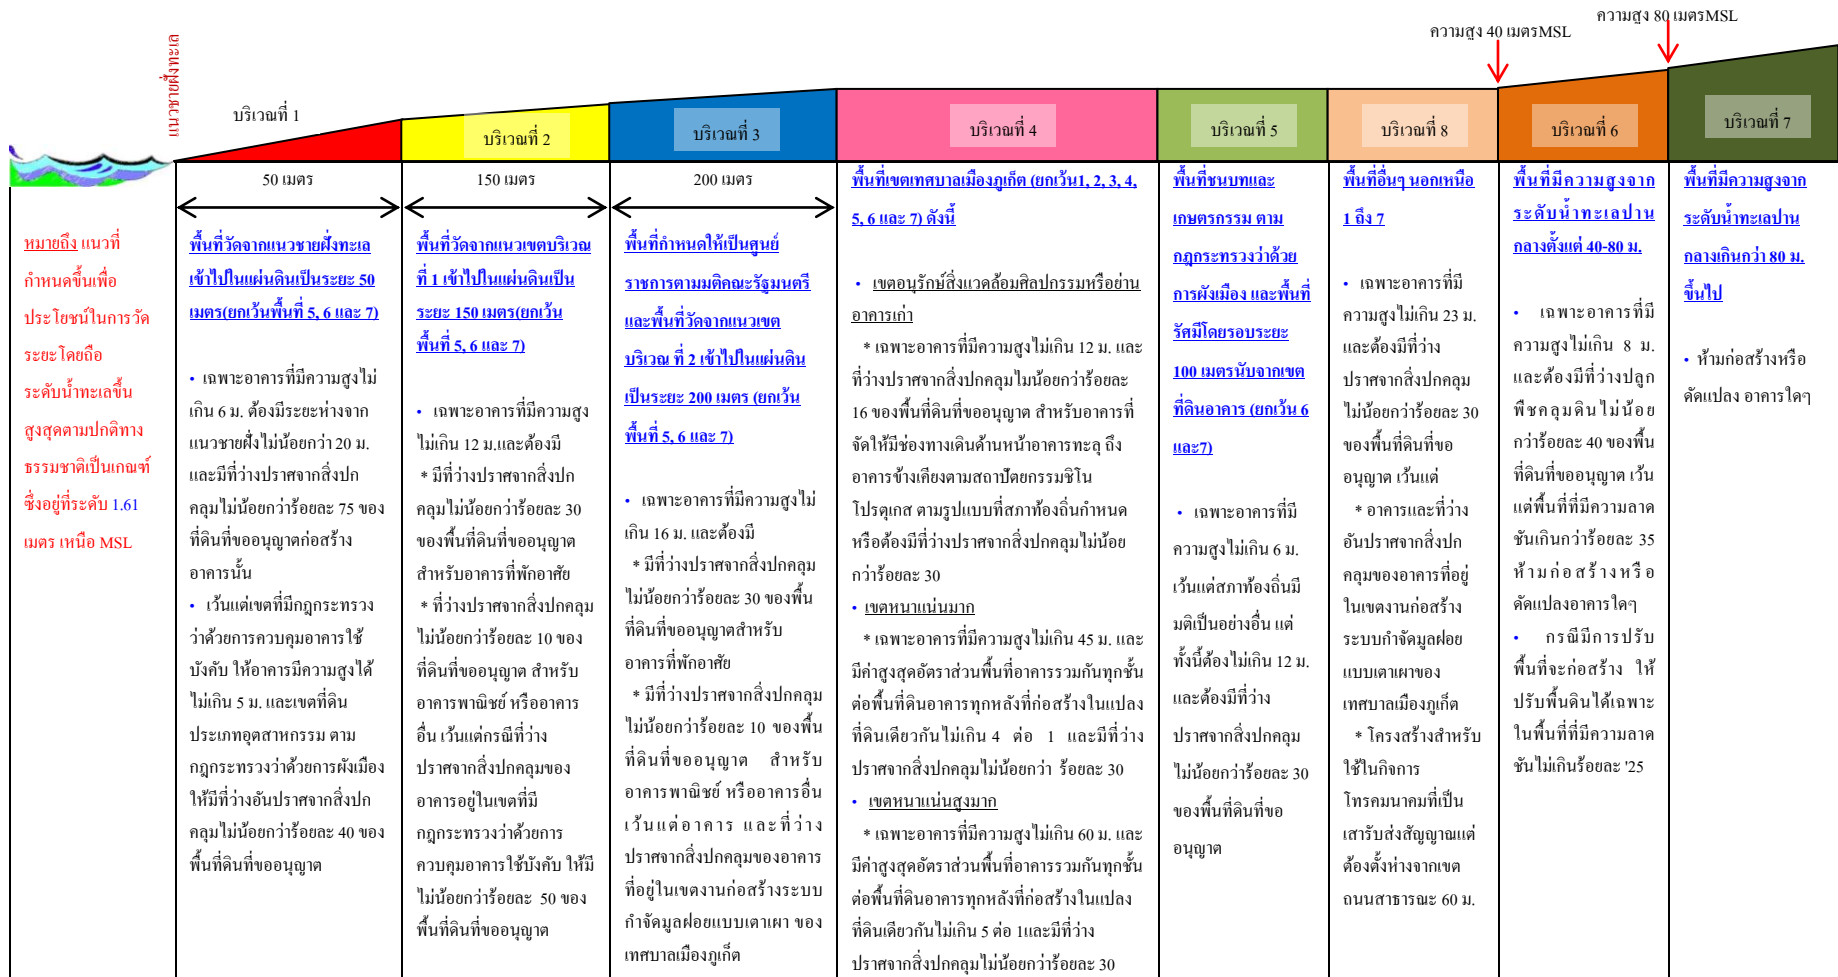 ความสูง 80 เมตรMSL
ความสูง 40 เมตรMSL
แนวชายฝั่งทะเล
บริเวณที่ 1
บริเวณที่ 2
บริเวณที่ 3
บริเวณที่ 4
บริเวณที่ 5
บริเวณที่ 8
บริเวณที่ 6
บริเวณที่ 7
หมายถึง แนวที่
กำหนดขึ้นเพื่อ
ประโยชน์ในการวัด
ระยะโดยถือ
ระดับน้ำทะเลขึ้น
สูงสุดตามปกติทาง
ธรรมชาติเป็นเกณฑ์
ซึ่งอยู่ที่ระดับ 1.61
เมตร เหนือ MSL
50 เมตร
พื้นที่วัดจากแนวชายฝั่งทะเล
เข้าไปในแผ่นดินเป็นระยะ 50
เมตร(ยกเว้นพื้นที่ 5, 6 และ 7)
• เฉพาะอาคารที่มีความสูงไม่
เกิน 6 ม. ต้องมีระยะห่างจาก
แนวชายฝั่งไม่น้อยกว่า 20 ม.
และมีที่ว่างปราศจากสิ่งปก
คลุมไม่น้อยกว่าร้อยละ 75 ของ
ที่ดินที่ขออนุญาตก่อสร้าง
อาคารนั้น
• เว้นแต่เขตที่มีกฎกระทรวง
ว่าด้วยการควบคุมอาคารใช้
บังคับ ให้อาคารมีความสูงได้
ไม่เกิน 5 ม. และเขตที่ดิน
ประเภทอุตสาหกรรม ตาม
กฎกระทรวงว่าด้วยการผังเมือง
ให้มีที่ว่างอันปราศจากสิ่งปก
คลุมไม่น้อยกว่าร้อยละ 40 ของ
พื้นที่ดินที่ขออนุญาต
150 เมตร
พื้นที่วัดจากแนวเขตบริเวณ
ที่ 1 เข้าไปในแผ่นดินเป็น
ระยะ 150 เมตร(ยกเว้น
พื้นที่ 5, 6 และ 7)
• เฉพาะอาคารที่มีความสูง
ไม่เกิน 12 ม.และต้องมี
* มีที่ว่างปราศจากสิ่งปก
คลุมไม่น้อยกว่าร้อยละ 30
ของพื้นที่ดินที่ขออนุญาต
สำหรับอาคารที่พักอาศัย
* ที่ว่างปราศจากสิ่งปกคลุม
ไม่น้อยกว่าร้อยละ 10 ของ
ที่ดินที่ขออนุญาต สำหรับ
อาคารพาณิชย์ หรืออาคาร
อื่น เว้นแต่กรณีที่ว่าง
ปราศจากสิ่งปกคลุมของ
อาคารอยู่ในเขตที่มี
กฎกระทรวงว่าด้วยการ
ควบคุมอาคารใช้บังคับ ให้มี
ไม่น้อยกว่าร้อยละ 50 ของ
พื้นที่ดินที่ขออนุญาต
200 เมตร
พื้นที่กำหนดให้เป็นศูนย์
ราชการตามมติคณะรัฐมนตรี
และพื้นที่วัดจากแนวเขต
บริเวณ ที่ 2 เข้าไปในแผ่นดิน
เป็นระยะ 200 เมตร (ยกเว้น
พื้นที่ 5, 6 และ 7)
• เฉพาะอาคารที่มีความสูงไม่
เกิน 16 ม. และต้องมี
* มีที่ว่างปราศจากสิ่งปกคลุม
ไม่น้อยกว่าร้อยละ 30 ของพื้น
ที่ดินที่ขออนุญาตสำหรับ
อาคารที่พักอาศัย
* มีที่ว่างปราศจากสิ่งปกคลุม
ไม่น้อยกว่าร้อยละ 10 ของพื้น
ที่ดินที่ขออนุญาต สำหรับ
อาคารพาณิชย์ หรืออาคารอื่น
เว้นแต่อาคาร และที่ว่าง
ปราศจากสิ่งปกคลุมของอาคาร
ที่อยู่ในเขตงานก่อสร้างระบบ
กำจัดมูลฝอยแบบเตาเผา ของ
เทศบาลเมืองภูเก็ต
พื้นที่เขตเทศบาลเมืองภูเก็ต (ยกเว้น1, 2, 3, 4,
5, 6 และ 7) ดังนี้
• เขตอนุรักษ์สิ่งแวดล้อมศิลปกรรมหรือย่าน
อาคารเก่า
* เฉพาะอาคารที่มีความสูงไม่เกิน 12 ม. และ
ที่ว่างปราศจากสิ่งปกคลุมไมน้อยกว่าร้อยละ
16 ของพื้นที่ดินที่ขออนุญาต สำหรับอาคารที่
จัดให้มีช่องทางเดินด้านหน้าอาคารทะลุ ถึง
อาคารข้างเคียงตามสถาปัตยกรรมชิโน
โปรตุเกส ตามรูปแบบที่สภาท้องถิ่นกำหนด
หรือต้องมีที่ว่างปราศจากสิ่งปกคลุมไม่น้อย
กว่าร้อยละ 30
• เขตหนาแน่นมาก
* เฉพาะอาคารที่มีความสูงไม่เกิน 45 ม. และ
มีค่าสูงสุดอัตราส่วนพื้นที่อาคารรวมกันทุกชั้น
ต่อพื้นที่ดินอาคารทุกหลังที่ก่อสร้างในแปลง
ที่ดินเดียวกันไม่เกิน 4 ต่อ 1 และมีที่ว่าง
ปราศจากสิ่งปกคลุมไม่น้อยกว่า ร้อยละ 30
• เขตหนาแน่นสูงมาก
* เฉพาะอาคารที่มีความสูงไม่เกิน 60 ม. และ
มีค่าสูงสุดอัตราส่วนพื้นที่อาคารรวมกันทุกชั้น
ต่อพื้นที่ดินอาคารทุกหลังที่ก่อสร้างในแปลง
ที่ดินเดียวกันไม่เกิน 5 ต่อ 1และมีที่ว่าง
ปราศจากสิ่งปกคลุมไม่น้อยกว่าร้อยละ 30
พื้นที่ชนบทและ
เกษตรกรรม ตาม
กฎกระทรวงว่าด้วย
การผังเมือง และพื้นที่
รัศมีโดยรอบระยะ
100 เมตรนับจากเขต
ที่ดินอาคาร (ยกเว้น 6
และ7)
• เฉพาะอาคารที่มี
ความสูงไม่เกิน 6 ม.
เว้นแต่สภาท้องถิ่นมี
มติเป็นอย่างอื่น แต่
ทั้งนี้ต้องไม่เกิน 12 ม.
และต้องมีที่ว่าง
ปราศจากสิ่งปกคลุม
ไม่น้อยกว่าร้อยละ 30
ของพื้นที่ดินที่ขอ
อนุญาต
พื้นที่อื่นๆ นอกเหนือ
1 ถึง 7
• เฉพาะอาคารที่มี
ความสูงไม่เกิน 23 ม.
และต้องมีที่ว่าง
ปราศจากสิ่งปกคลุม
ไม่น้อยกว่าร้อยละ 30
ของพื้นที่ดินที่ขอ
อนุญาต เว้นแต่
* อาคารและที่ว่าง
อันปราศจากสิ่งปก
คลุมของอาคารที่อยู่
ในเขตงานก่อสร้าง
ระบบกำจัดมูลฝอย
แบบเตาเผาของ
เทศบาลเมืองภูเก็ต
* โครงสร้างสำหรับ
ใช้ในกิจการ
โทรคมนาคมที่เป็น
เสารับส่งสัญญาณแต่
ต้องตั้งห่างจากเขต
ถนนสาธารณะ 60 ม.
พื้นที่มีความสูงจาก
ระดับน้ำทะเลปาน
กลางตั้งแต่ 40-80 ม.
• เฉพาะอาคารที่มี
ความสูงไม่เกิน 8 ม.
และต้องมีที่ว่างปลูก
พืชคลุมดินไม่น้อย
กว่าร้อยละ 40 ของพื้น
ที่ดินที่ขออนุญาต เว้น
แต่พื้นที่ที่มีความลาด
ชันเกินกว่าร้อยละ 35
ห้ามก่อสร้างหรือ
ดัดแปลงอาคารใดๆ
• กรณีมีการปรับ
พื้นที่จะก่อสร้าง ให้
ปรับพื้นดินได้เฉพาะ
ในพื้นที่ที่มีความลาด
ชันไม่เกินร้อยละ '25
พื้นที่มีความสูงจาก
ระดับน้ำทะเลปาน
กลางเกินกว่า 80 ม.
ขึ้นไป
• ห้ามก่อสร้างหรือ
ดัดแปลง อาคารใดๆ